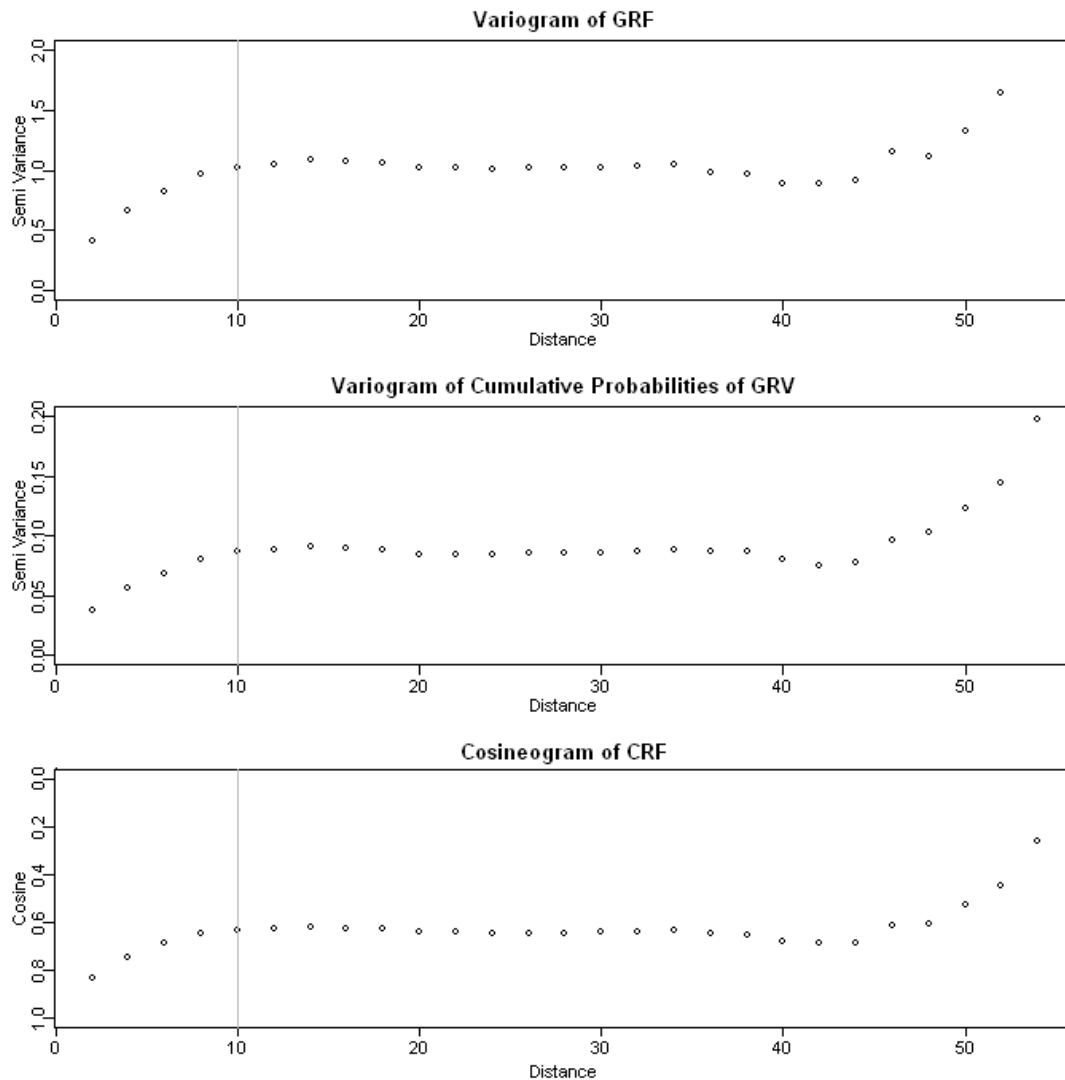 Variogram of GRF
Semi Variance
2.0
1.5
1.0
0.5
0.0
0 10 20 30 40 50
Distance
Variogram of Cumulative Probabilities of GRV
Semi Variance
0.20
0.15
0.10
0.05
0.00
0 10 20 30 40 50
Distance
Cosineogram of CRF
Cosine
0.0
0.2
0.4
0.6
0.8
1.0
0 10 20 30 40 50
Distance